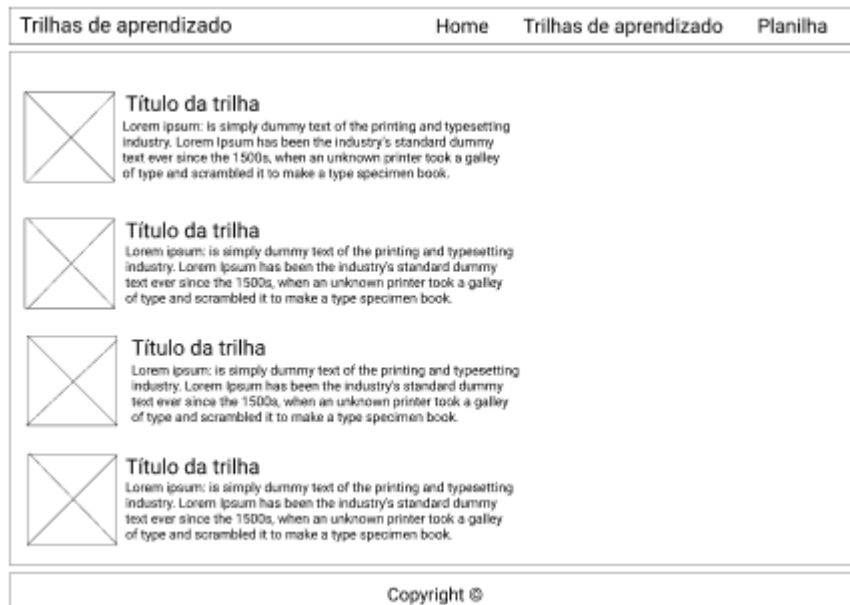 Trilhas de aprendizado Home Trilhas de aprendizado Planilha
Título da trilha
Lorem ipsum: is simply dummy text of the printing and typesetting
industry. Lorem Ipsum has been the industry's standard dummy
text ever since the 1500s, when an unknown printer took a galley
of type and scrambled it to make a type specimen book.
Título da trilha
Lorem ipsum: is simply dummy text of the printing and typesetting
industry. Lorem Ipsum has been the industry's standard dummy
text ever since the 1500s, when an unknown printer took a galley
of type and scrambled it to make a type specimen book.
Título da trilha
Lorem ipsum: is simply dummy text of the printing and typesetting
industry. Lorem Ipsum has been the industry's standard dummy
text ever since the 1500s, when an unknown printer took a galley
of type and scrambled it to make a type specimen book.
Título da trilha
Lorem ipsum: is simply dummy text of the printing and typesetting
industry. Lorem Ipsum has been the industry's standard dummy
text ever since the 1500s, when an unknown printer took a galley
of type and scrambled it to make a type specimen book.
Copyright ©